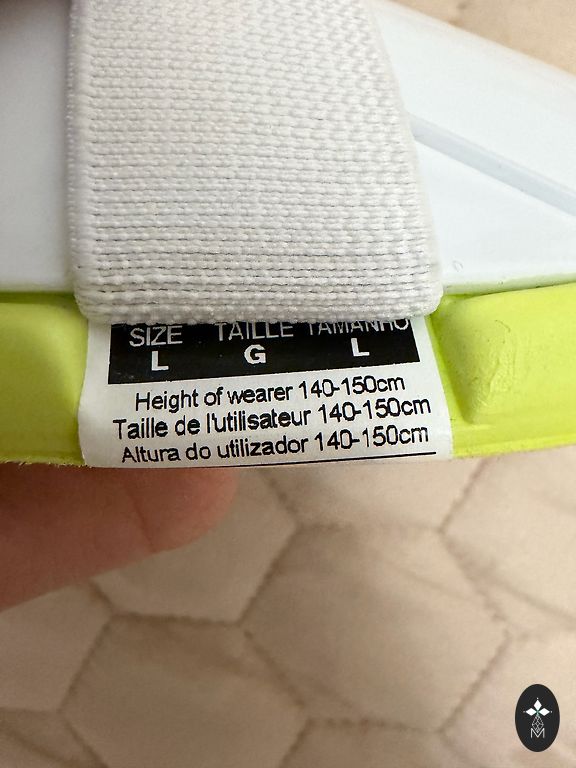 SIZE TAILLE TAMANHO
L G L
Height of wearer 140-150cm
Taille de l'utilisateur 140-150cm
Altura do utilizador 140-150cm
M